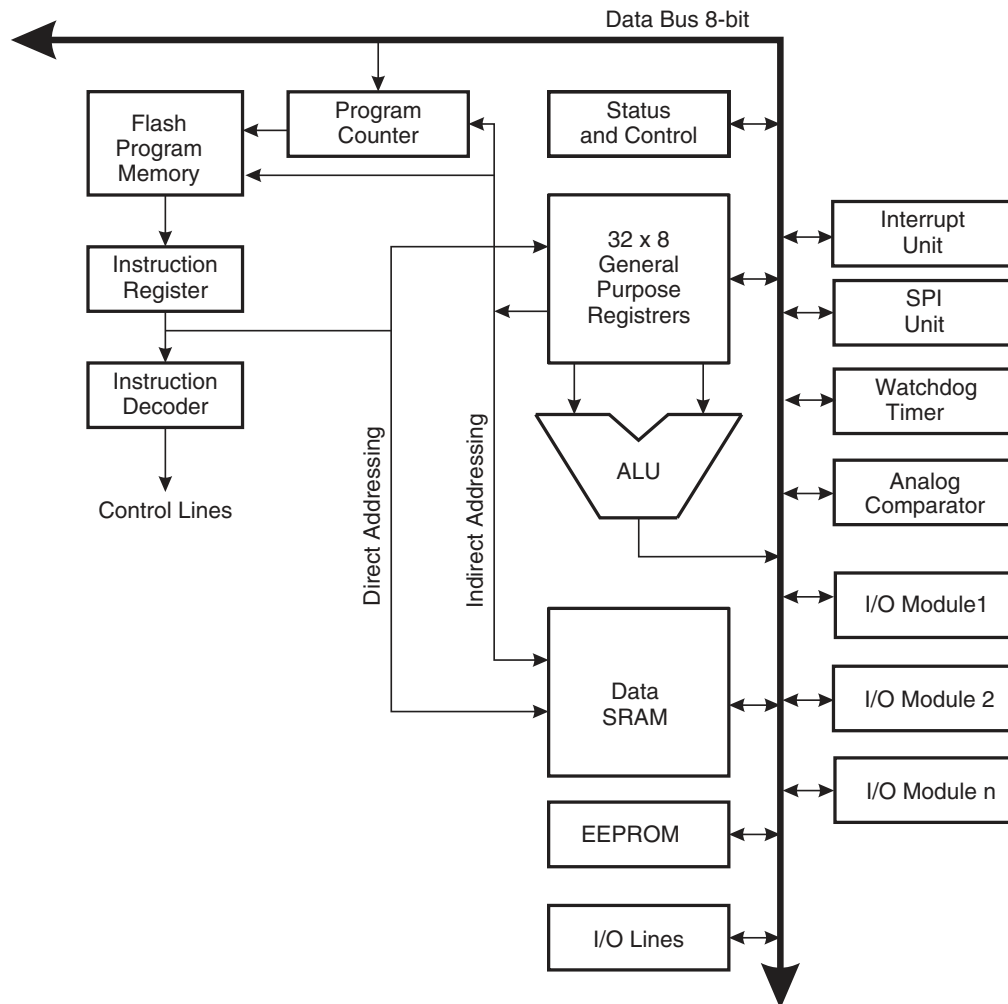 Data Bus 8-bit
Flash
Program
Memory
Program
Counter
Status
and Control
Interrupt
Unit
32 x 8
General
Purpose
Registrers
Instruction
Register
SPI
Unit
Instruction
Decoder
Watchdog
Timer
ALU
Analog
Comparator
Control Lines
Direct Addressing
Indirect Addressing
I/O Module1
Data
SRAM
I/O Module 2
I/O Module n
EEPROM
I/O Lines